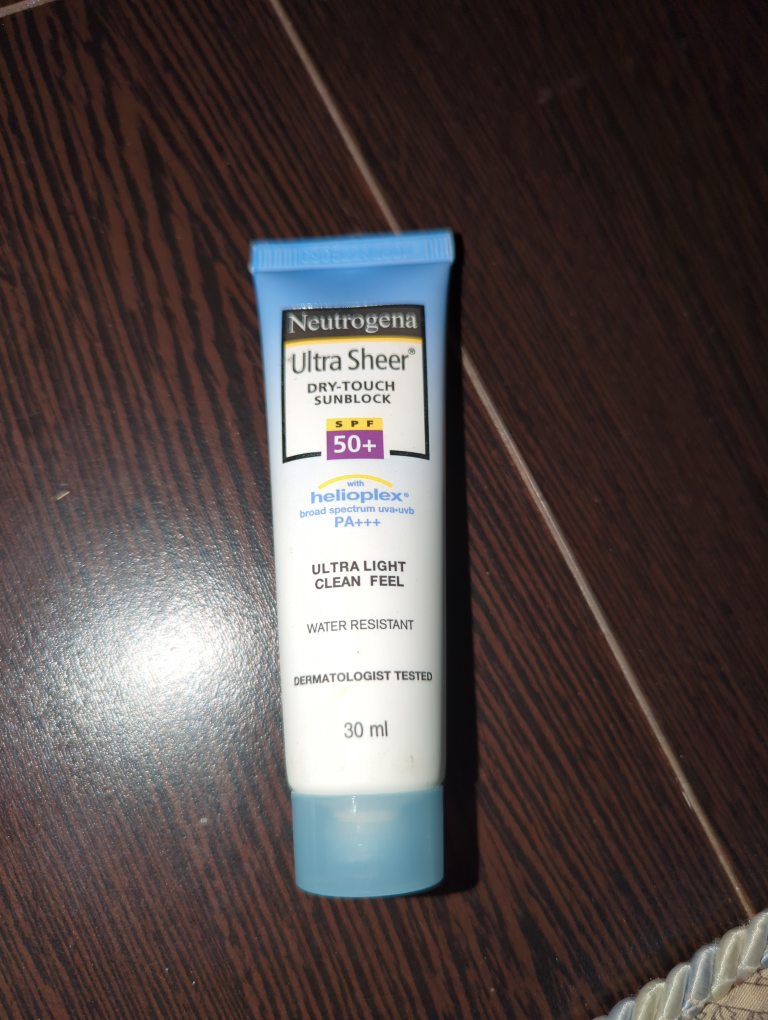 Neutrogena
Ultra Sheer®
DRY-TOUCH
SUNBLOCK
SPF
50+
with
helioplex®
broad spectrum uva•uvb
PA+++
ULTRA LIGHT
CLEAN FEEL
WATER RESISTANT
DERMATOLOGIST TESTED
30 ml